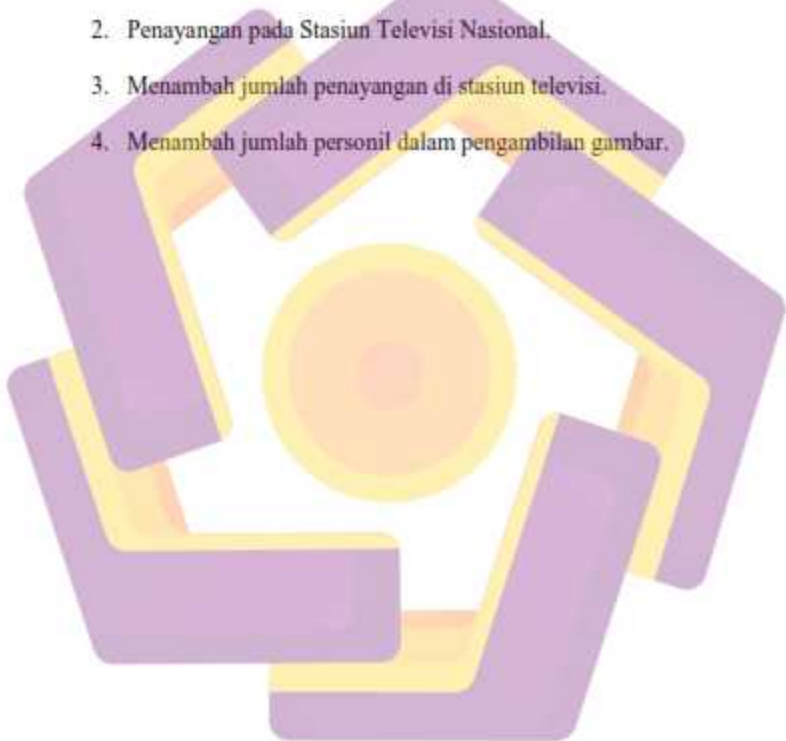 2. Penayangan pada Stasiun Televisi Nasional.
3. Menambah jumlah penayangan di stasiun televisi.
4. Menambah jumlah personil dalam pengambilan gambar.